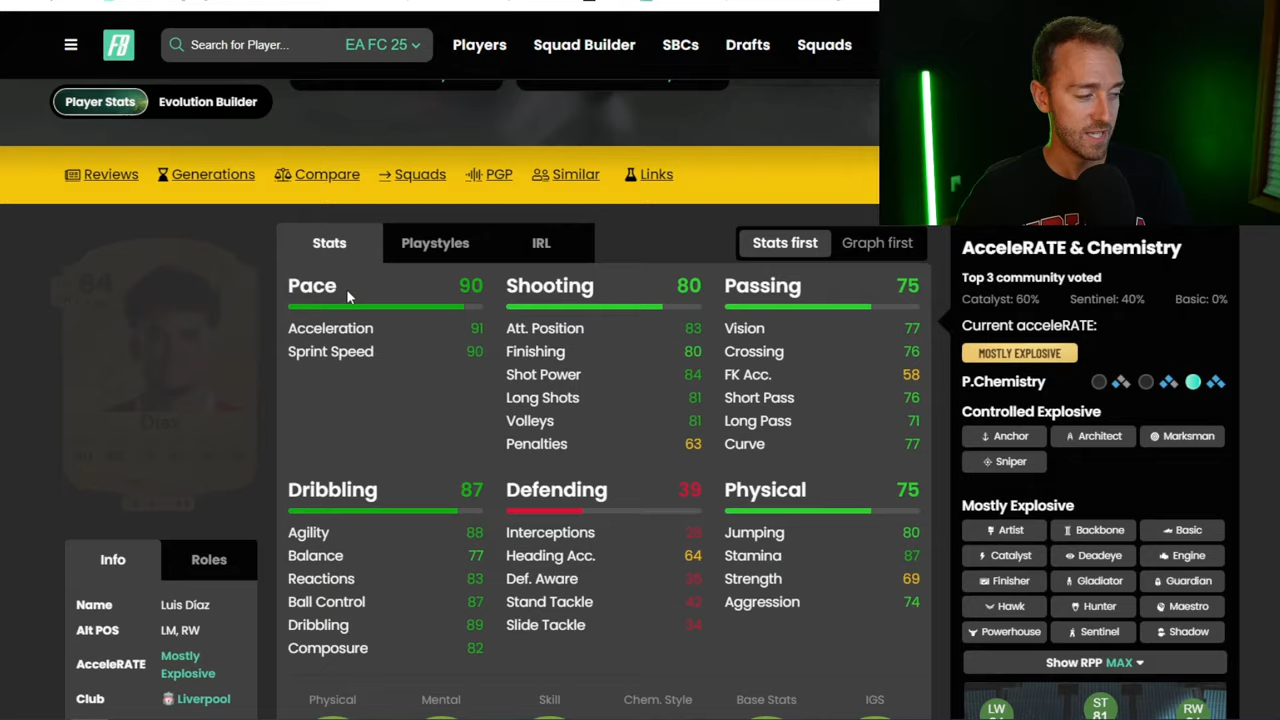 FB
Search for Player...
EA FC 25
Players
Squad Builder
SBCs
Drafts
Squads
Player Stats
Evolution Builder
Reviews
Generations
Compare
Squads
PGP
Similar
Links
84
Stats
Playstyles
IRL
Stats first
Graph first
Pace 90
Acceleration 91
Sprint Speed 90
Shooting 80
Att. Position 83
Finishing 80
Shot Power 84
Long Shots 81
Volleys 81
Penalties 63
Passing 75
Vision 77
Crossing 76
FK Acc. 58
Short Pass 76
Long Pass 71
Curve 77
Dribbling 87
Agility 88
Balance 77
Reactions 83
Ball Control 87
Dribbling 89
Composure 82
Defending 39
Interceptions 28
Heading Acc. 64
Def. Aware 35
Stand Tackle 42
Slide Tackle 34
Physical 75
Jumping 80
Stamina 87
Strength 69
Aggression 74
Physical
Mental
Skill
Chem. Style
Base Stats
IGS
Info
Roles
Name Luis Díaz
Alt POS LM, RW
AcceleRATE Mostly
Explosive
Club Liverpool
AcceleRATE & Chemistry
Top 3 community voted
Catalyst: 60% Sentinel: 40% Basic: 0%
Current acceleRATE:
MOSTLY EXPLOSIVE
P.Chemistry
Controlled Explosive
Anchor
Architect
Marksman
Sniper
Mostly Explosive
Artist
Backbone
Basic
Catalyst
Deadeye
Engine
Finisher
Gladiator
Guardian
Hawk
Hunter
Maestro
Powerhouse
Sentinel
Shadow
Show RPP MAX
LW
ST
81
RW